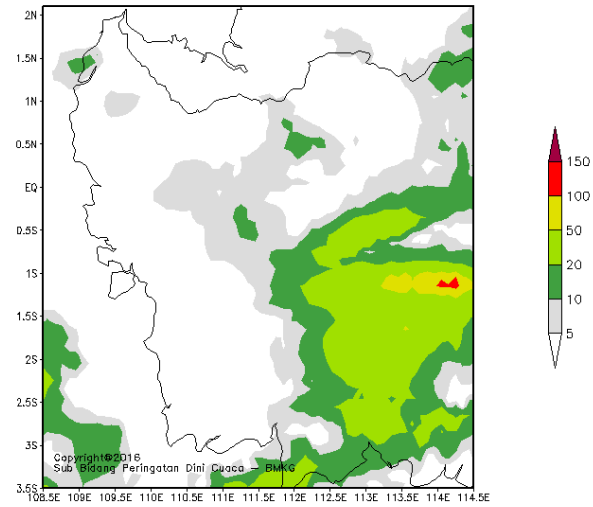 2N
1.5N
1N
0.5N
EQ
0.5S
1S
1.5S
2S
2.5S
3S
3.5S
108.5E 109E 109.5E 110E 110.5E 111E 111.5E 112E 112.5E 113E 113.5E 114E 114.5E
150
100
50
20
10
5
Copyright©2016
Sub Bidang Peringatan Dini Cuaca – BMKG